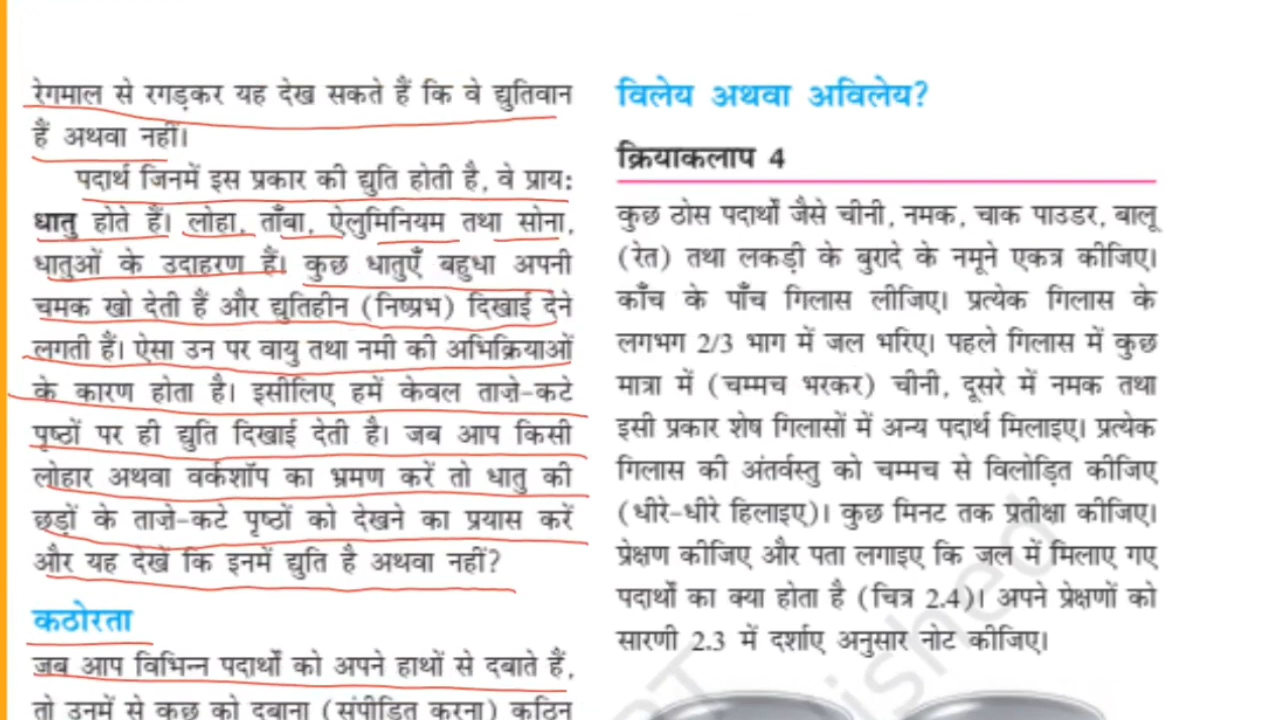 रेगमाल से रगड़कर यह देख सकते हैं कि वे द्युतिवान
हैं अथवा नहीं।
पदार्थ जिनमें इस प्रकार की द्युति होती है, वे प्राय:
धातु होते हैं। लोहा, ताँबा, ऐलुमिनियम तथा सोना,
धातुओं के उदाहरण हैं। कुछ धातुएँ बहुधा अपनी
चमक खो देती हैं और द्युतिहीन (निष्प्रभ) दिखाई देने
लगती हैं। ऐसा उन पर वायु तथा नमी की अभिक्रियाओं
के कारण होता है। इसीलिए हमें केवल ताज़े-कटे
पृष्ठों पर ही द्युति दिखाई देती है। जब आप किसी
लोहार अथवा वर्कशॉप का भ्रमण करें तो धातु की
छड़ों के ताज़े-कटे पृष्ठों को देखने का प्रयास करें
और यह देखें कि इनमें द्युति है अथवा नहीं?
कठोरता
जब आप विभिन्न पदार्थों को अपने हाथों से दबाते हैं,
तो उनमें से कुछ को दबाना (संपीड़ित करना) कठिन
विलेय अथवा अविलेय?
क्रियाकलाप 4
कुछ ठोस पदार्थों जैसे चीनी, नमक, चाक पाउडर, बालू
(रेत) तथा लकड़ी के बुरादे के नमूने एकत्र कीजिए।
काँच के पाँच गिलास लीजिए। प्रत्येक गिलास के
लगभग 2/3 भाग में जल भरिए। पहले गिलास में कुछ
मात्रा में (चम्मच भरकर) चीनी, दूसरे में नमक तथा
इसी प्रकार शेष गिलासों में अन्य पदार्थ मिलाइए। प्रत्येक
गिलास की अंतर्वस्तु को चम्मच से विलोड़ित कीजिए
(धीरे-धीरे हिलाइए)। कुछ मिनट तक प्रतीक्षा कीजिए।
प्रेक्षण कीजिए और पता लगाइए कि जल में मिलाए गए
पदार्थों का क्या होता है (चित्र 2.4)। अपने प्रेक्षणों को
सारणी 2.3 में दर्शाए अनुसार नोट कीजिए।